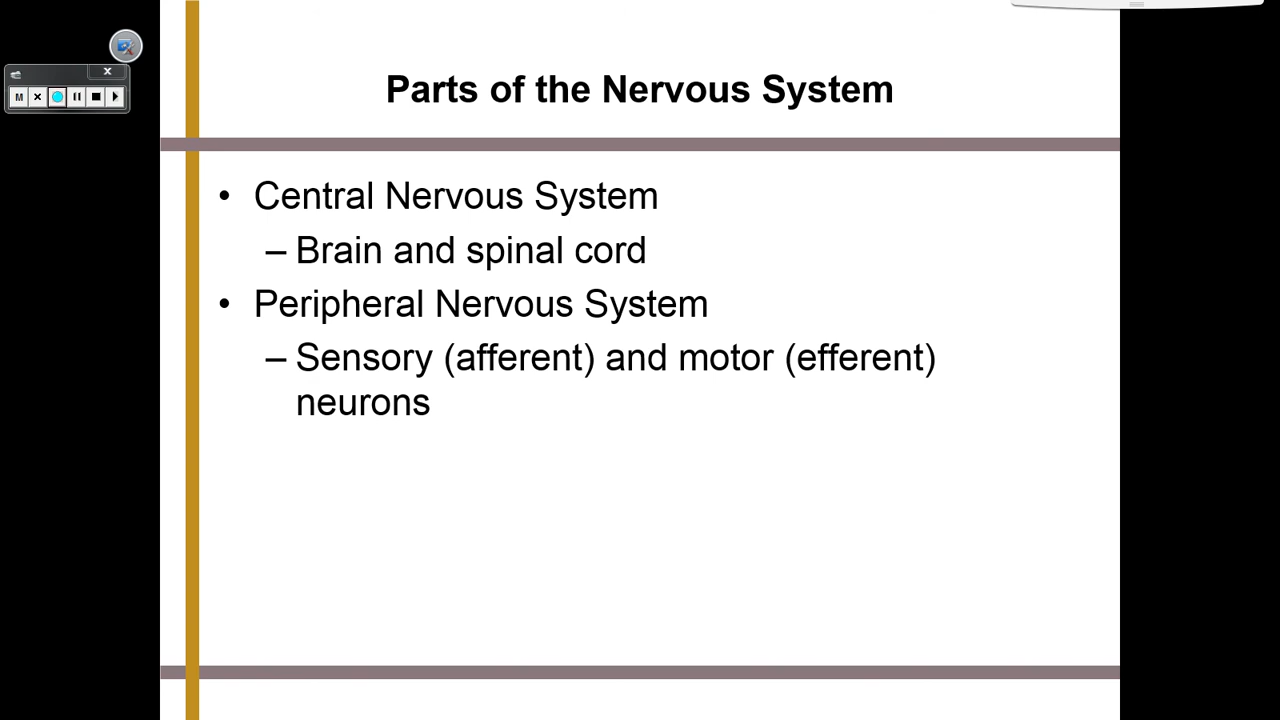 Parts of the Nervous System
M
• Central Nervous System
– Brain and spinal cord
• Peripheral Nervous System
– Sensory (afferent) and motor (efferent)
neurons